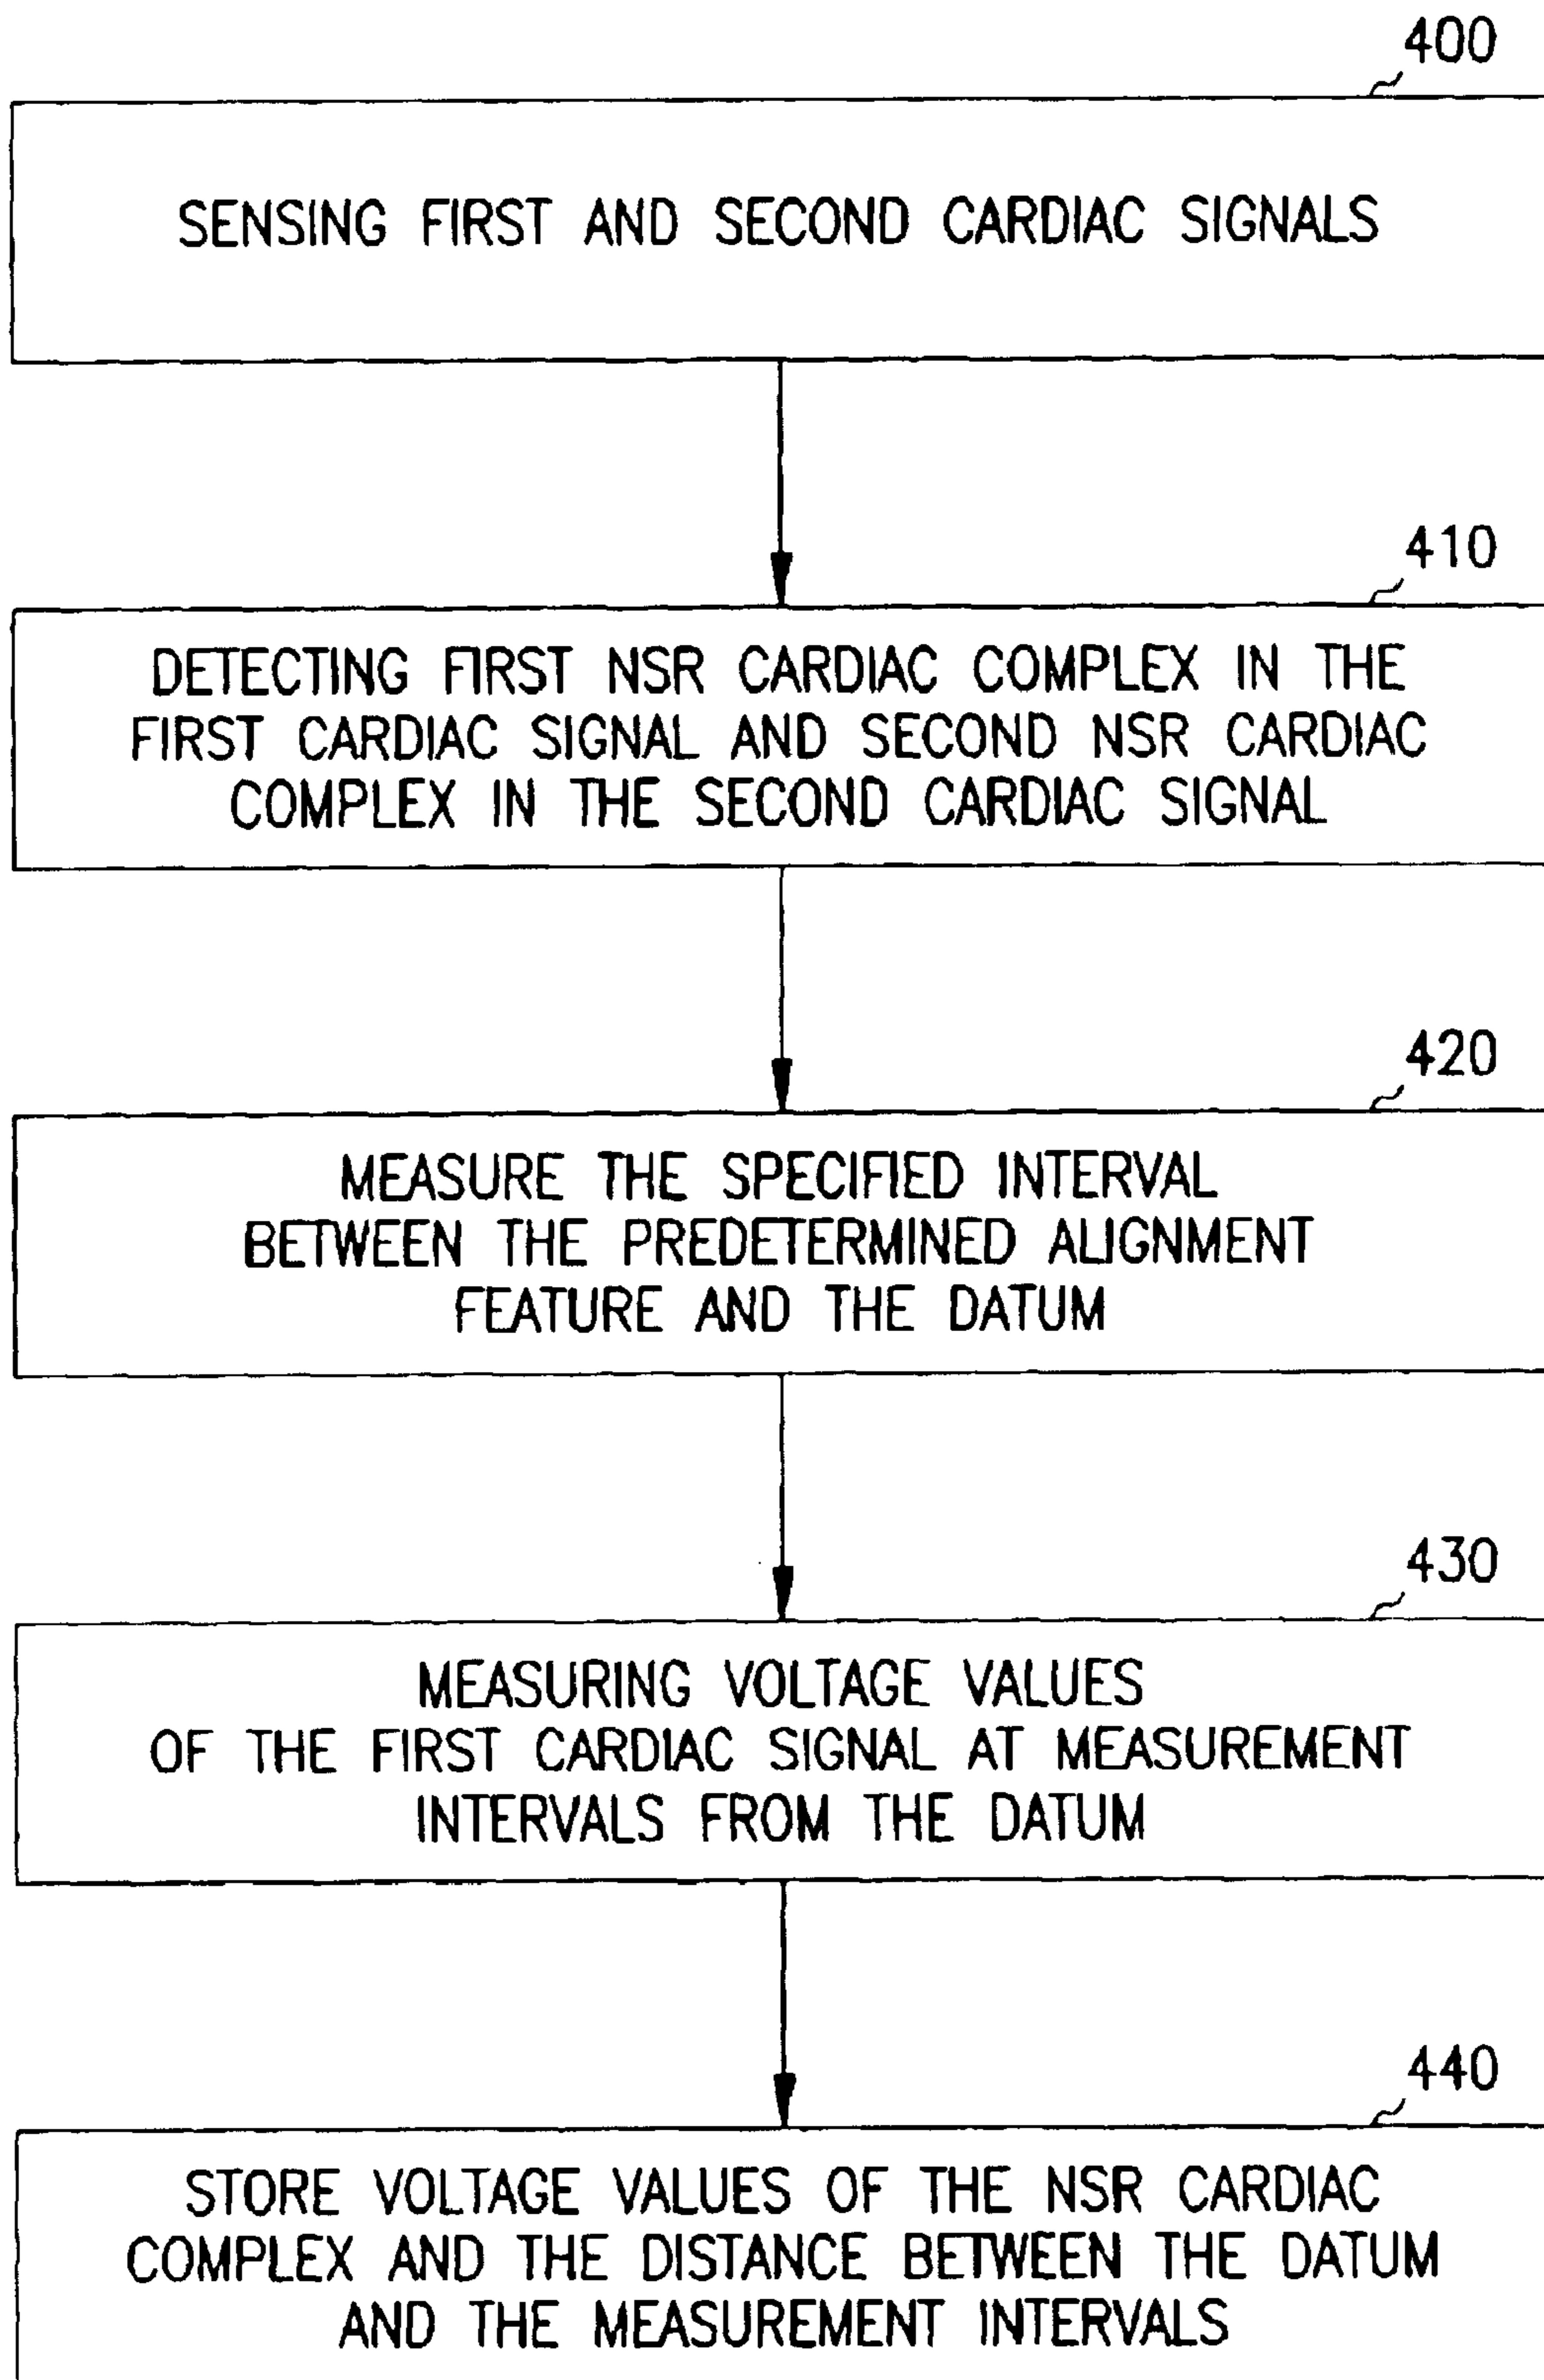 400
SENSING FIRST AND SECOND CARDIAC SIGNALS
410
DETECTING FIRST NSR CARDIAC COMPLEX IN THE
FIRST CARDIAC SIGNAL AND SECOND NSR CARDIAC
COMPLEX IN THE SECOND CARDIAC SIGNAL
420
MEASURE THE SPECIFIED INTERVAL
BETWEEN THE PREDETERMINED ALIGNMENT
FEATURE AND THE DATUM
430
MEASURING VOLTAGE VALUES
OF THE FIRST CARDIAC SIGNAL AT MEASUREMENT
INTERVALS FROM THE DATUM
440
STORE VOLTAGE VALUES OF THE NSR CARDIAC
COMPLEX AND THE DISTANCE BETWEEN THE DATUM
AND THE MEASUREMENT INTERVALS